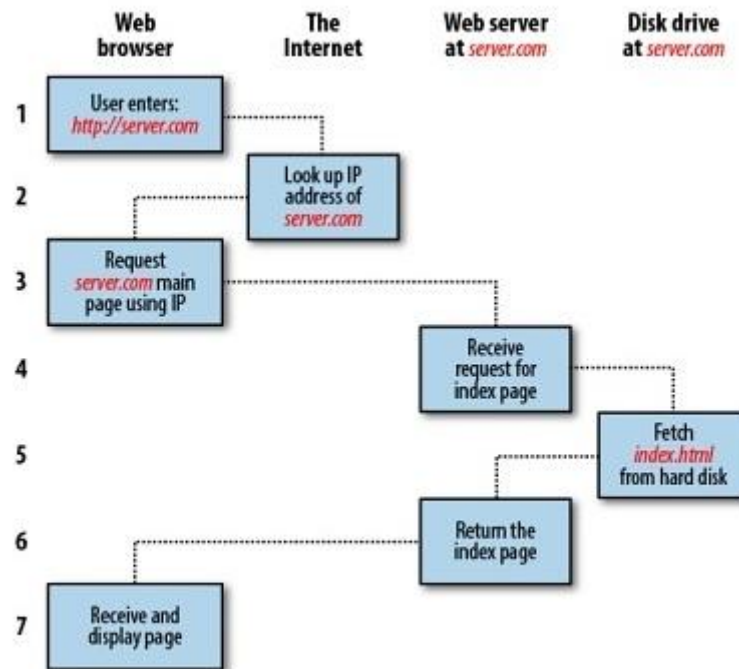 Web
browser
The
Internet
Web server
at server.com
Disk drive
at server.com
1
User enters:
http://server.com
2
Look up IP
address of
server.com
3
Request
server.com main
page using IP
4
Receive
request for
index page
5
Fetch
index.html
from hard disk
6
Return the
index page
7
Receive and
display page